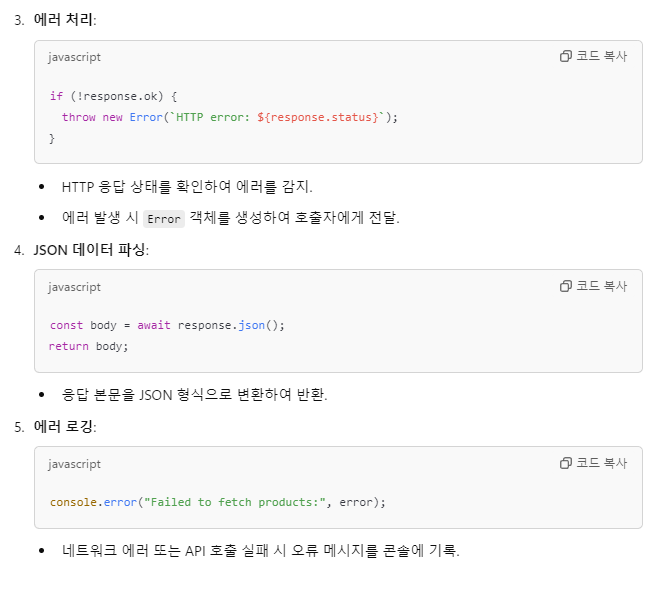 3. 에러 처리:
javascript 코드 복사
if (!response.ok) {
  throw new Error(`HTTP error: ${response.status}`);
}
• HTTP 응답 상태를 확인하여 에러를 감지.
• 에러 발생 시 Error 객체를 생성하여 호출자에게 전달.
4. JSON 데이터 파싱:
javascript 코드 복사
const body = await response.json();
return body;
• 응답 본문을 JSON 형식으로 변환하여 반환.
5. 에러 로깅:
javascript 코드 복사
console.error("Failed to fetch products:", error);
• 네트워크 에러 또는 API 호출 실패 시 오류 메시지를 콘솔에 기록.